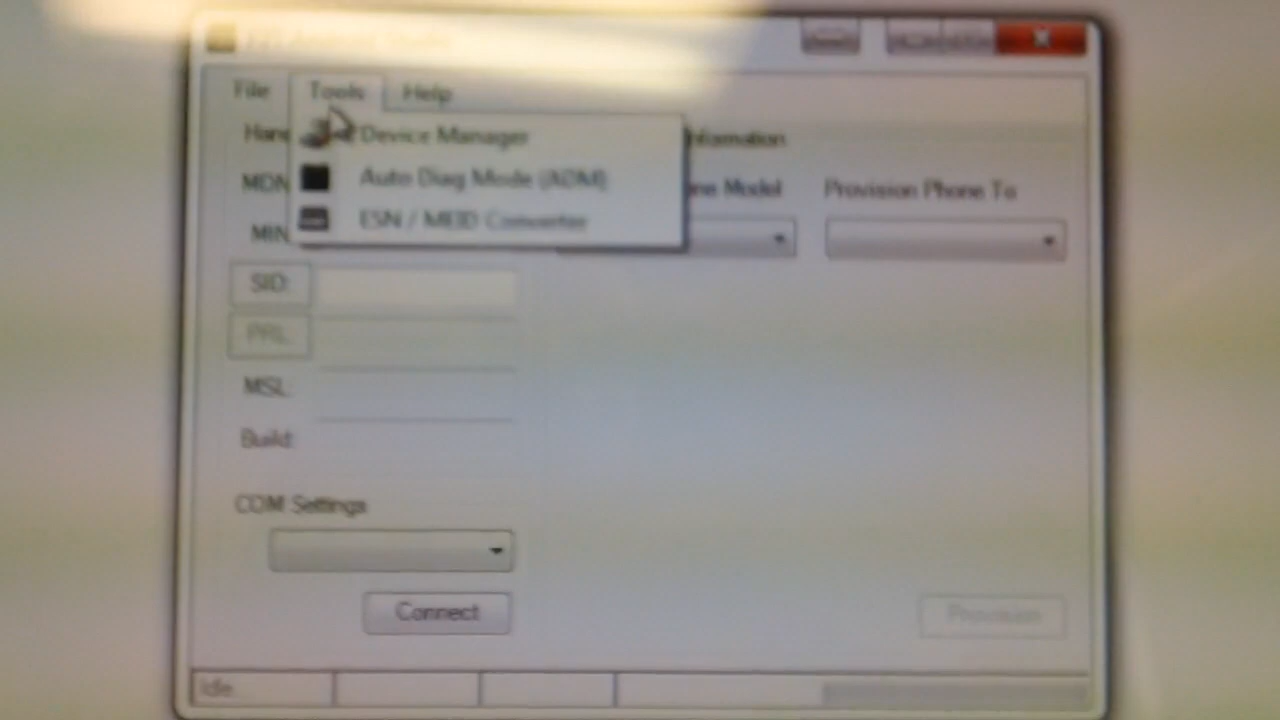 File Tools Help
Device Manager
Auto Diag Mode (ADM)
ESN / MEID Converter
MDN
MIN
SID:
PRL
MSL:
Build:
Model
Provision Phone To
COM Settings
Connect
Provision
Idle